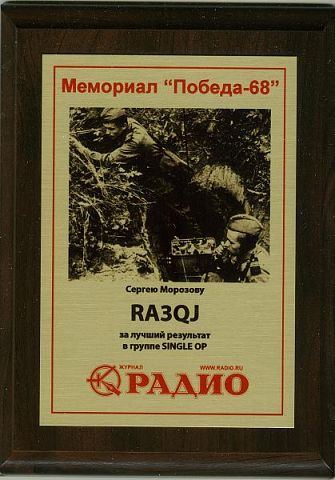 Мемориал “Победа-68”
Сергею Морозову
RA3QJ
за лучший результат
в группе SINGLE OP
ЖУРНАЛ WWW.RADIO.RU
РАДИО